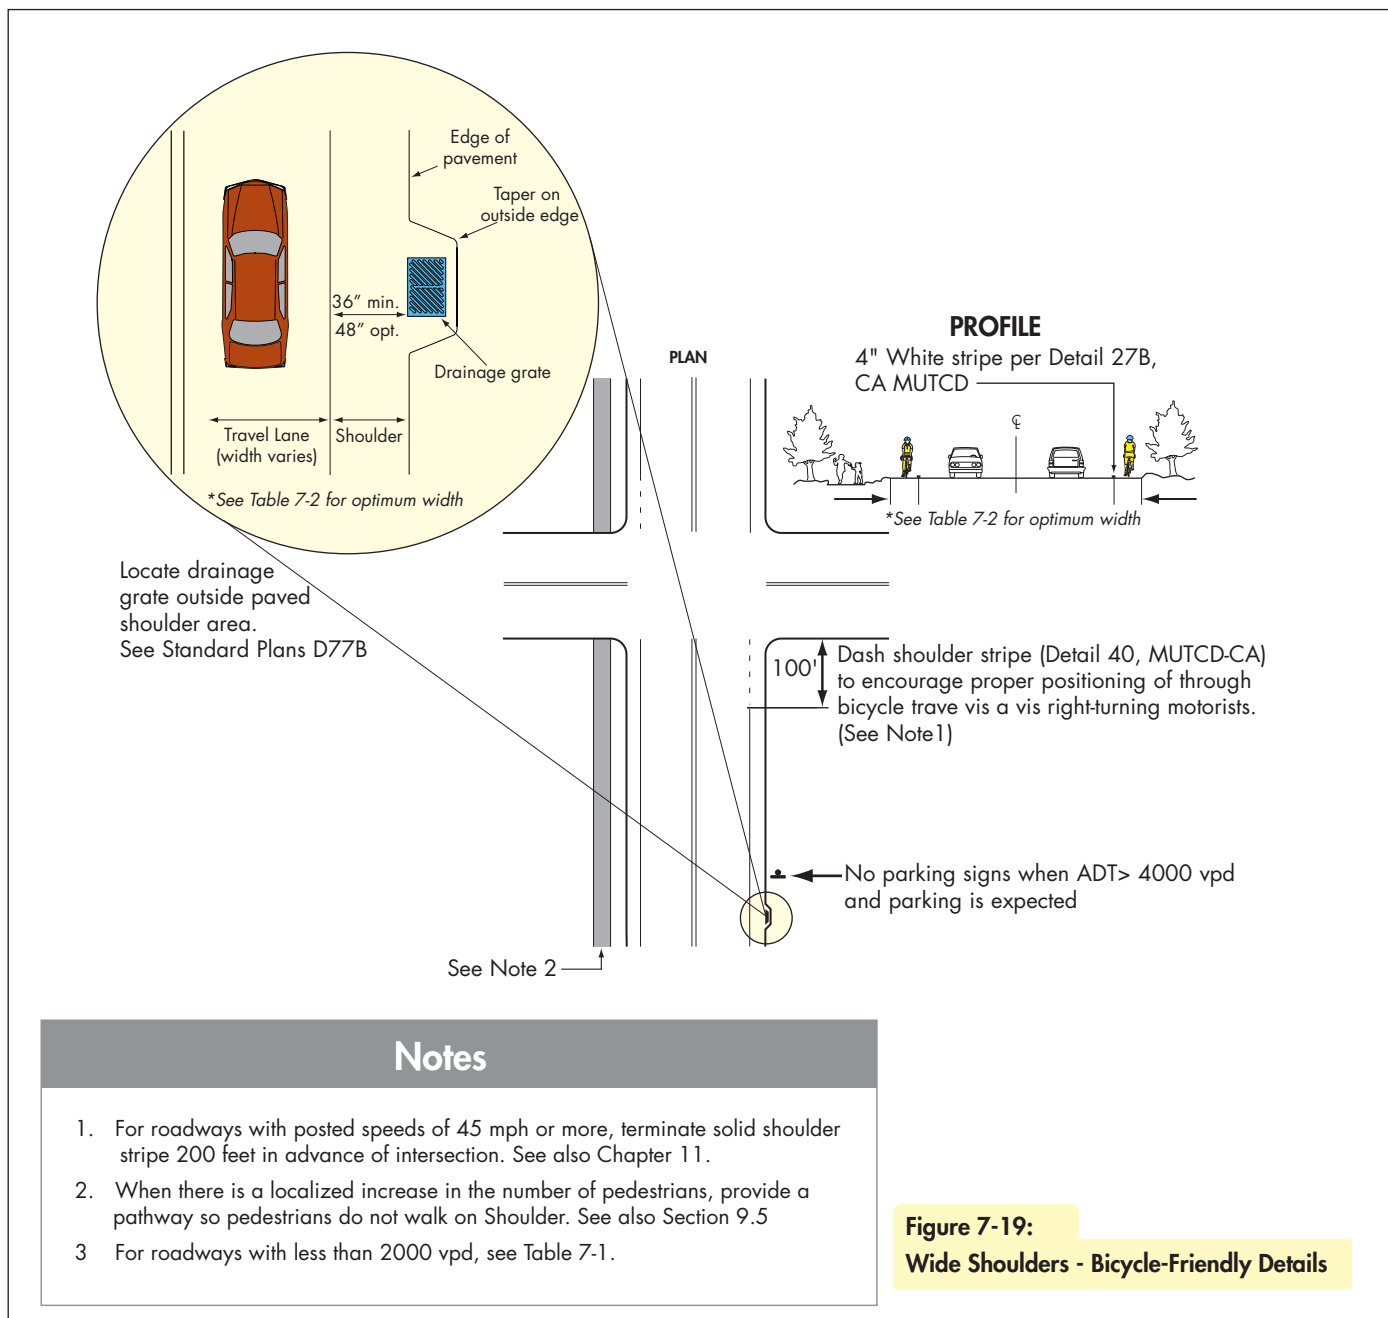 Edge of
pavement
Taper on
outside edge
36” min.
48” opt.
Drainage grate
Travel Lane
(width varies)
Shoulder
*See Table 7-2 for optimum width
Locate drainage
grate outside paved
shoulder area.
See Standard Plans D77B
PLAN
PROFILE
4" White stripe per Detail 27B,
CA MUTCD
℄
*See Table 7-2 for optimum width
100'
Dash shoulder stripe (Detail 40, MUTCD-CA)
to encourage proper positioning of through
bicycle trave vis a vis right-turning motorists.
(See Note1)
No parking signs when ADT> 4000 vpd
and parking is expected
See Note 2
Notes
1. For roadways with posted speeds of 45 mph or more, terminate solid shoulder
stripe 200 feet in advance of intersection. See also Chapter 11.
2. When there is a localized increase in the number of pedestrians, provide a
pathway so pedestrians do not walk on Shoulder. See also Section 9.5
3 For roadways with less than 2000 vpd, see Table 7-1.
Figure 7-19:
Wide Shoulders - Bicycle-Friendly Details